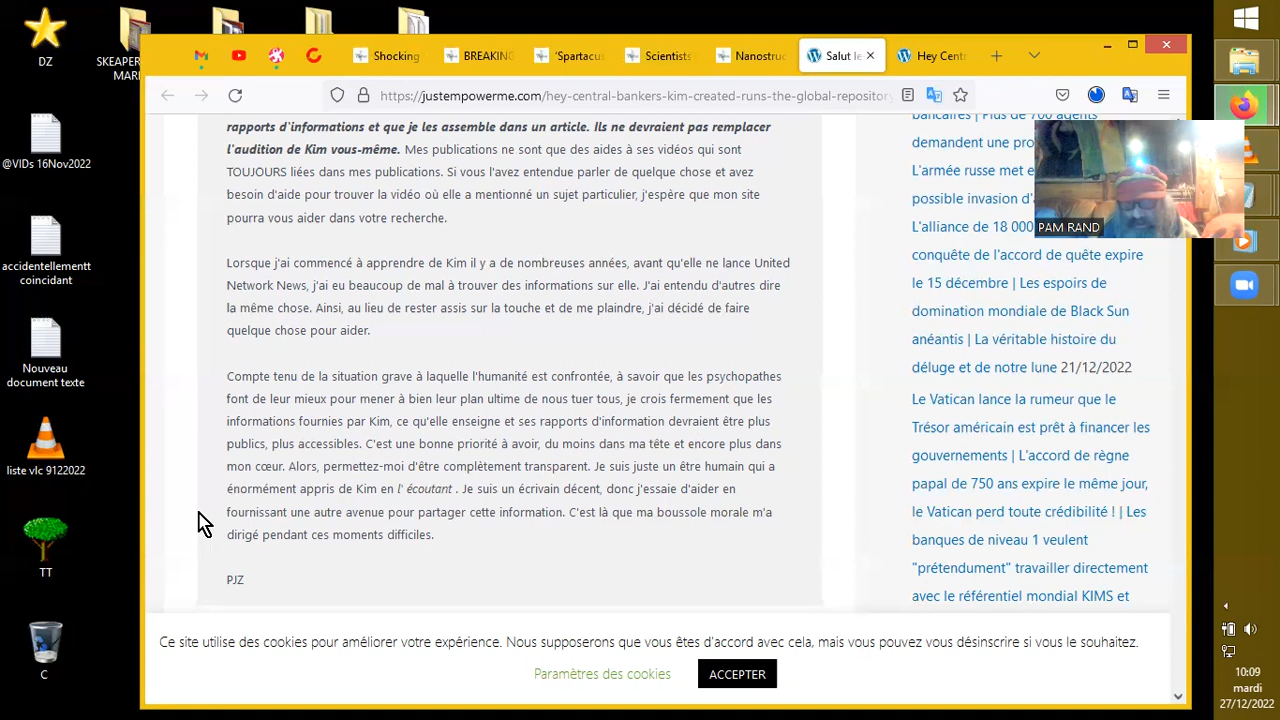 DZ
SKEAPER
MARI
@VIDs 16Nov2022
accidentellementt
coincidant
Nouveau
document texte
liste vlc 9122022
TT
C
Shocking
BREAKING
'Spartacus
Scientists
Nanostruc
Salut le
Hey Centr
https://justempowerme.com/hey-central-bankers-kim-created-runs-the-global-repository
rapports d'informations et que je les assemble dans un article. Ils ne devraient pas remplacer
l'audition de Kim vous-même. Mes publications ne sont que des aides à ses vidéos qui sont
TOUJOURS liées dans mes publications. Si vous l'avez entendue parler de quelque chose et avez
besoin d'aide pour trouver la vidéo où elle a mentionné un sujet particulier, j'espère que mon site
pourra vous aider dans votre recherche.
Lorsque j'ai commencé à apprendre de Kim il y a de nombreuses années, avant qu'elle ne lance United
Network News, j'ai eu beaucoup de mal à trouver des informations sur elle. J'ai entendu d'autres dire
la même chose. Ainsi, au lieu de rester assis sur la touche et de me plaindre, j'ai décidé de faire
quelque chose pour aider.
Compte tenu de la situation grave à laquelle l'humanité est confrontée, à savoir que les psychopathes
font de leur mieux pour mener à bien leur plan ultime de nous tuer tous, je crois fermement que les
informations fournies par Kim, ce qu'elle enseigne et ses rapports d'information devraient être plus
publics, plus accessibles. C'est une bonne priorité à avoir, du moins dans ma tête et encore plus dans
mon cœur. Alors, permettez-moi d'être complètement transparent. Je suis juste un être humain qui a
énormément appris de Kim en l' écoutant . Je suis un écrivain décent, donc j'essaie d'aider en
fournissant une autre avenue pour partager cette information. C'est là que ma boussole morale m'a
dirigé pendant ces moments difficiles.
PJZ
bancaires | Plus de 700 agents
demandent une pro
L'armée russe met e
possible invasion d'
L'alliance de 18 000
conquête de l'accord de quête expire
le 15 décembre | Les espoirs de
domination mondiale de Black Sun
anéantis | La véritable histoire du
déluge et de notre lune 21/12/2022
Le Vatican lance la rumeur que le
Trésor américain est prêt à financer les
gouvernements | L'accord de règne
papal de 750 ans expire le même jour,
le Vatican perd toute crédibilité ! | Les
banques de niveau 1 veulent
"prétendument" travailler directement
avec le référentiel mondial KIMS et
PAM RAND
Ce site utilise des cookies pour améliorer votre expérience. Nous supposerons que vous êtes d'accord avec cela, mais vous pouvez vous désinscrire si vous le souhaitez.
Paramètres des cookies
ACCEPTER
10:09
mardi
27/12/2022